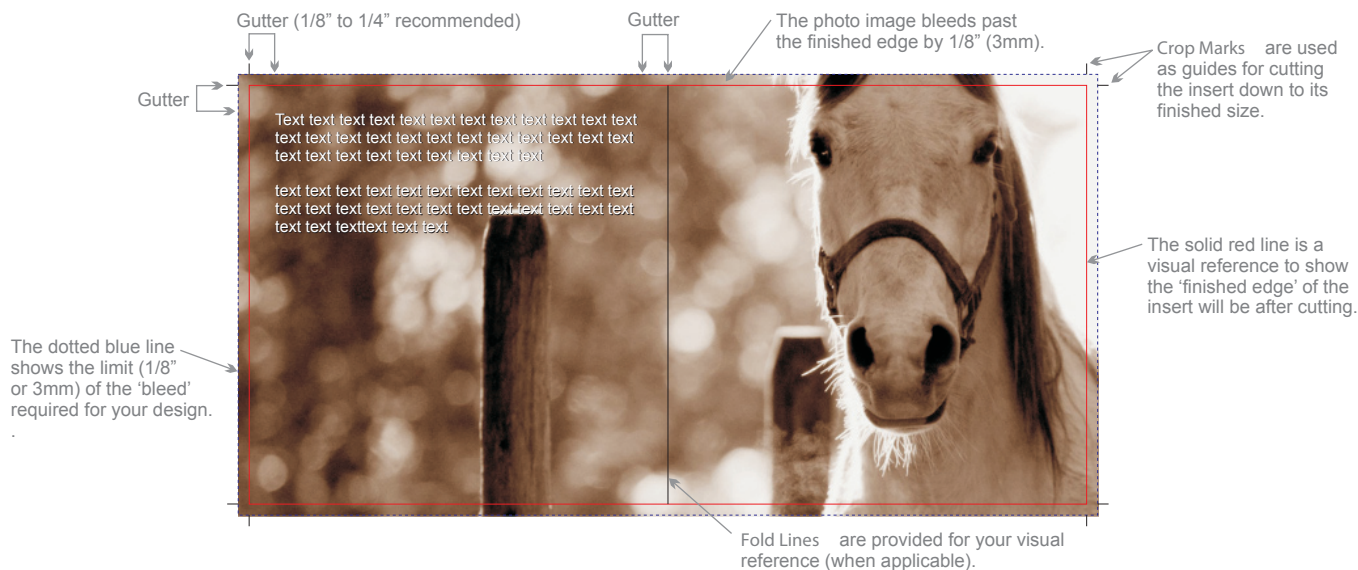 Gutter (1/8” to 1/4” recommended)
Gutter
The photo image bleeds past
the finished edge by 1/8” (3mm).
Crop Marks are used
as guides for cutting
the insert down to its
finished size.
Gutter
Text text text text text text text text text text text text
text text text text text text text text text text text text
text text text text text text text text text
text text text text text text text text text text text text
text text text text text text text text text text text text
text text texttext text text
The solid red line is a
visual reference to show
the ‘finished edge’ of the
insert will be after cutting.
The dotted blue line
shows the limit (1/8”
or 3mm) of the ‘bleed’
required for your design.
.
Fold Lines are provided for your visual
reference (when applicable).